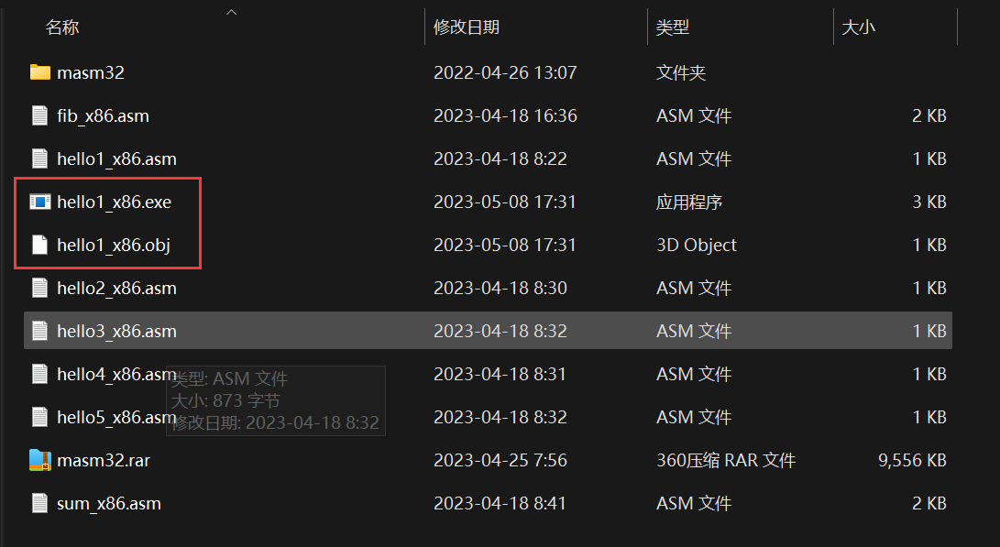 名称 修改日期 类型 大小
masm32 2022-04-26 13:07 文件夹
fib_x86.asm 2023-04-18 16:36 ASM 文件 2 KB
hello1_x86.asm 2023-04-18 8:22 ASM 文件 1 KB
hello1_x86.exe 2023-05-08 17:31 应用程序 3 KB
hello1_x86.obj 2023-05-08 17:31 3D Object 1 KB
hello2_x86.asm 2023-04-18 8:30 ASM 文件 1 KB
hello3_x86.asm 2023-04-18 8:32 ASM 文件 1 KB
hello4_x86.asm 2023-04-18 8:31 ASM 文件 1 KB
类型: ASM 文件
大小: 873 字节
hello5_x86.asm 2023-04-18 8:32 ASM 文件 1 KB
修改日期: 2023-04-18 8:32
masm32.rar 2023-04-25 7:56 360压缩 RAR 文件 9,556 KB
sum_x86.asm 2023-04-18 8:41 ASM 文件 2 KB